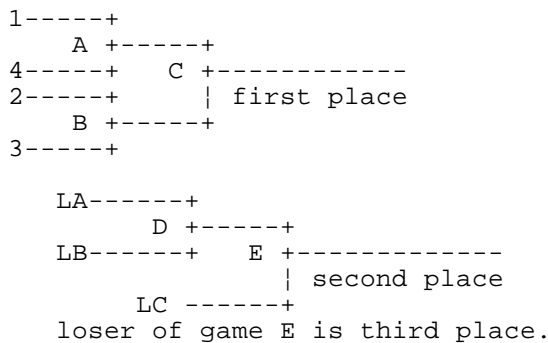 1-----+
A +-----+
4-----+ C +------------
2-----+ ¦ first place
B +-----+
3-----+
LA------+
D +-----+
LB------+ E +-------------
¦ second place
LC ------+
loser of game E is third place.